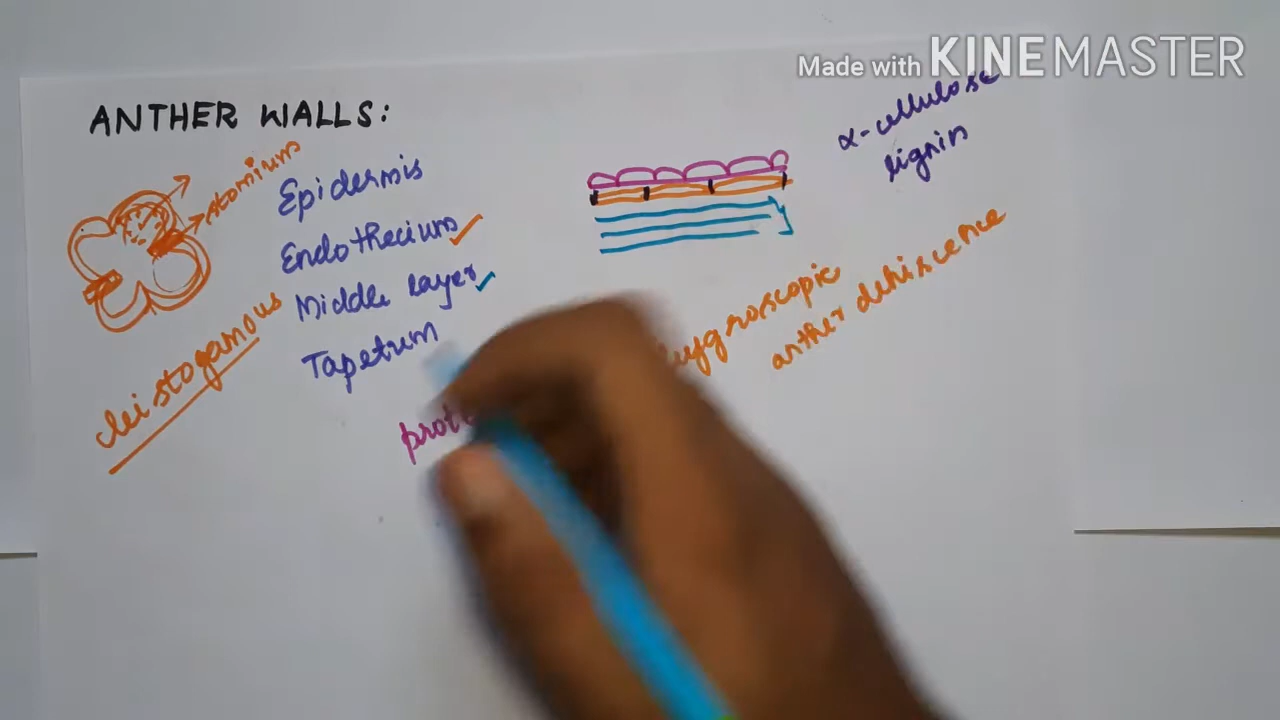 Made with KINEMASTER
ANTHER WALLS:
Stomium
Epidermis
Endothecium
Middle layer
Tapetum
cleistogamous
α-cellulose
lignin
hygroscopic
anther dehiscence